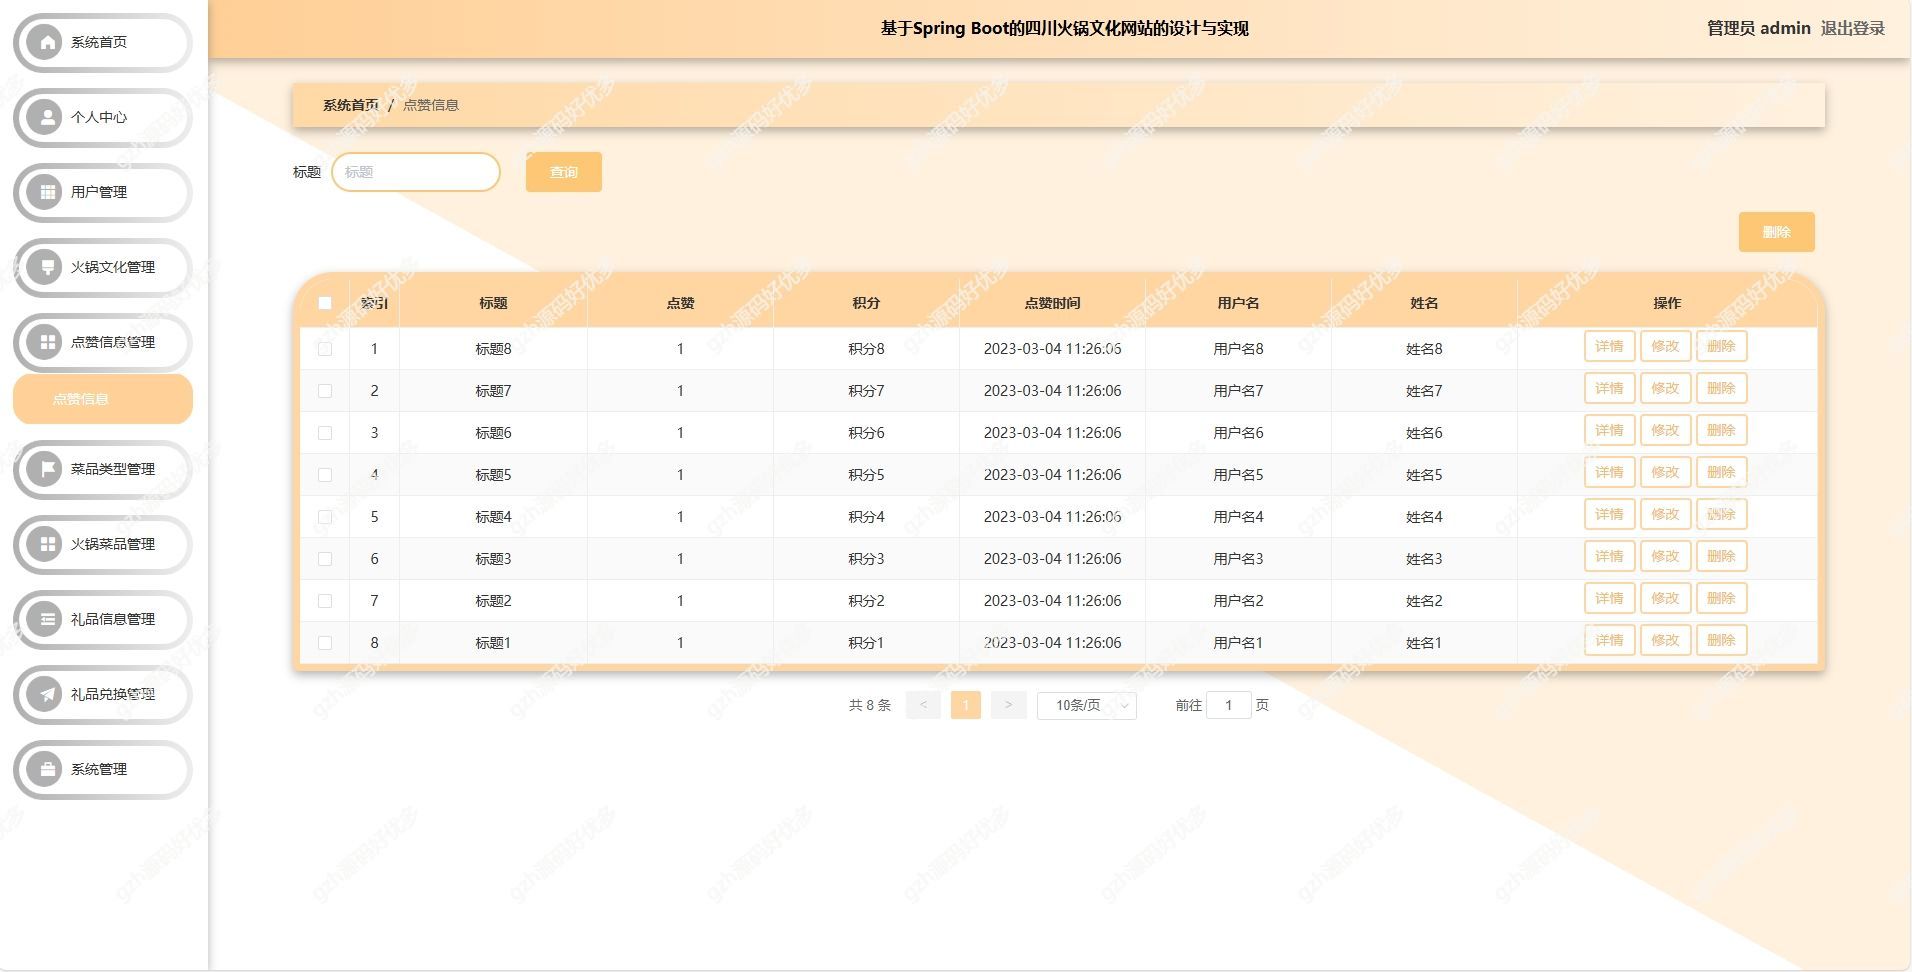 基于Spring Boot的四川火锅文化网站的设计与实现
管理员 admin 退出登录
系统首页
个人中心
用户管理
火锅文化管理
点赞信息管理
点赞信息
菜品类型管理
火锅菜品管理
礼品信息管理
礼品兑换管理
系统管理
系统首页 / 点赞信息
标题 标题 查询
删除
索引 标题 点赞 积分 点赞时间 用户名 姓名 操作
1 标题8 1 积分8 2023-03-04 11:26:06 用户名8 姓名8 详情 修改 删除
2 标题7 1 积分7 2023-03-04 11:26:06 用户名7 姓名7 详情 修改 删除
3 标题6 1 积分6 2023-03-04 11:26:06 用户名6 姓名6 详情 修改 删除
4 标题5 1 积分5 2023-03-04 11:26:06 用户名5 姓名5 详情 修改 删除
5 标题4 1 积分4 2023-03-04 11:26:06 用户名4 姓名4 详情 修改 删除
6 标题3 1 积分3 2023-03-04 11:26:06 用户名3 姓名3 详情 修改 删除
7 标题2 1 积分2 2023-03-04 11:26:06 用户名2 姓名2 详情 修改 删除
8 标题1 1 积分1 2023-03-04 11:26:06 用户名1 姓名1 详情 修改 删除
共 8 条 < 1 > 10条/页 前往 1 页
gzh源码好优多